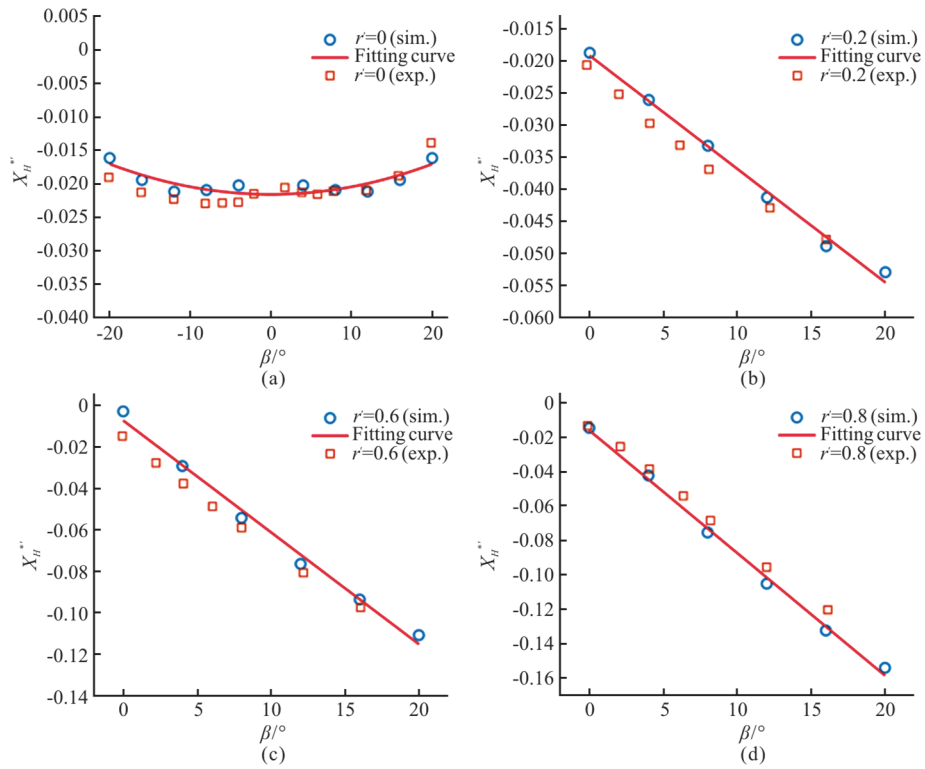 0.005
0
-0.005
-0.010
-0.015
-0.020
-0.025
-0.030
-0.035
-0.040
X_H^*'
r'=0 (sim.)
Fitting curve
r'=0 (exp.)
-20
-10
0
10
20
β/°
(a)
-0.015
-0.020
-0.025
-0.030
-0.035
-0.040
-0.045
-0.050
-0.055
-0.060
X_H^*'
r'=0.2 (sim.)
Fitting curve
r'=0.2 (exp.)
0
5
10
15
20
β/°
(b)
0
-0.02
-0.04
-0.06
-0.08
-0.10
-0.12
-0.14
X_H^*'
r'=0.6 (sim.)
Fitting curve
r'=0.6 (exp.)
0
5
10
15
20
β/°
(c)
0
-0.02
-0.04
-0.06
-0.08
-0.10
-0.12
-0.14
-0.16
X_H^*'
r'=0.8 (sim.)
Fitting curve
r'=0.8 (exp.)
0
5
10
15
20
β/°
(d)